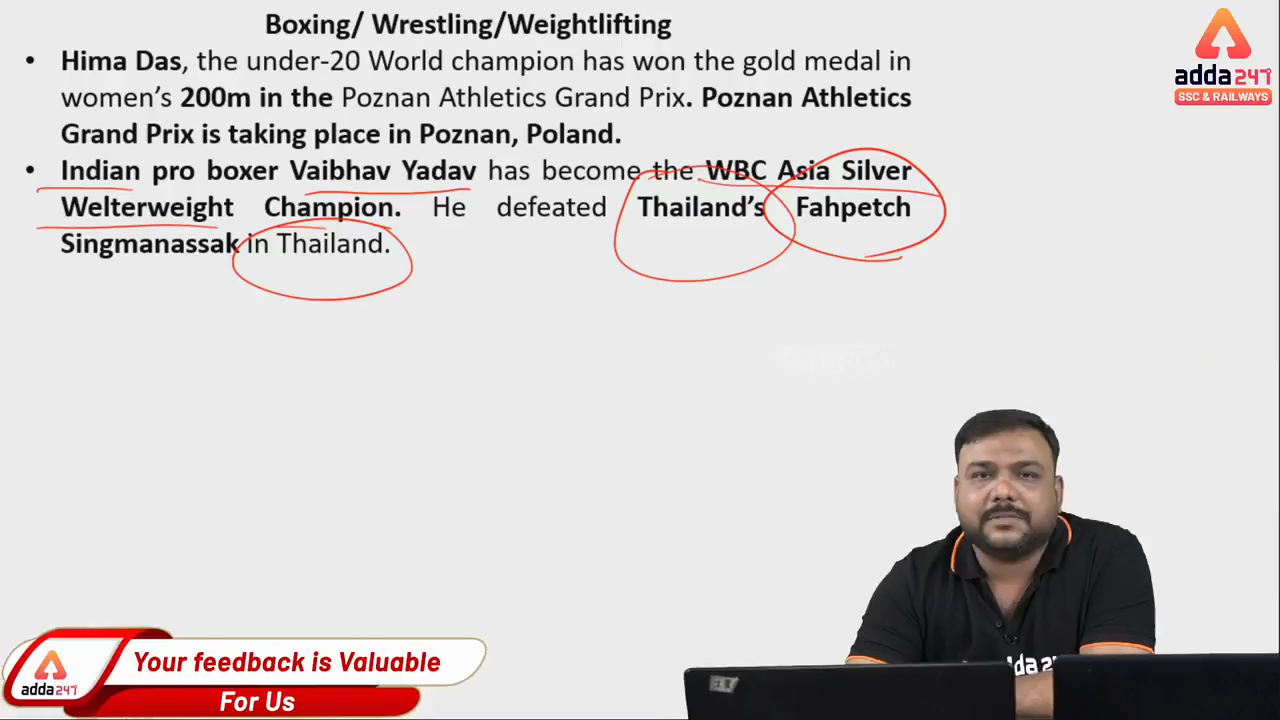 Boxing/ Wrestling/Weightlifting
• Hima Das, the under-20 World champion has won the gold medal in
women's 200m in the Poznan Athletics Grand Prix. Poznan Athletics
Grand Prix is taking place in Poznan, Poland.
• Indian pro boxer Vaibhav Yadav has become the WBC Asia Silver
Welterweight Champion. He defeated Thailand's Fahpetch
Singmanassak in Thailand.
adda247
SSC & RAILWAYS
adda247
Your feedback is Valuable
For Us